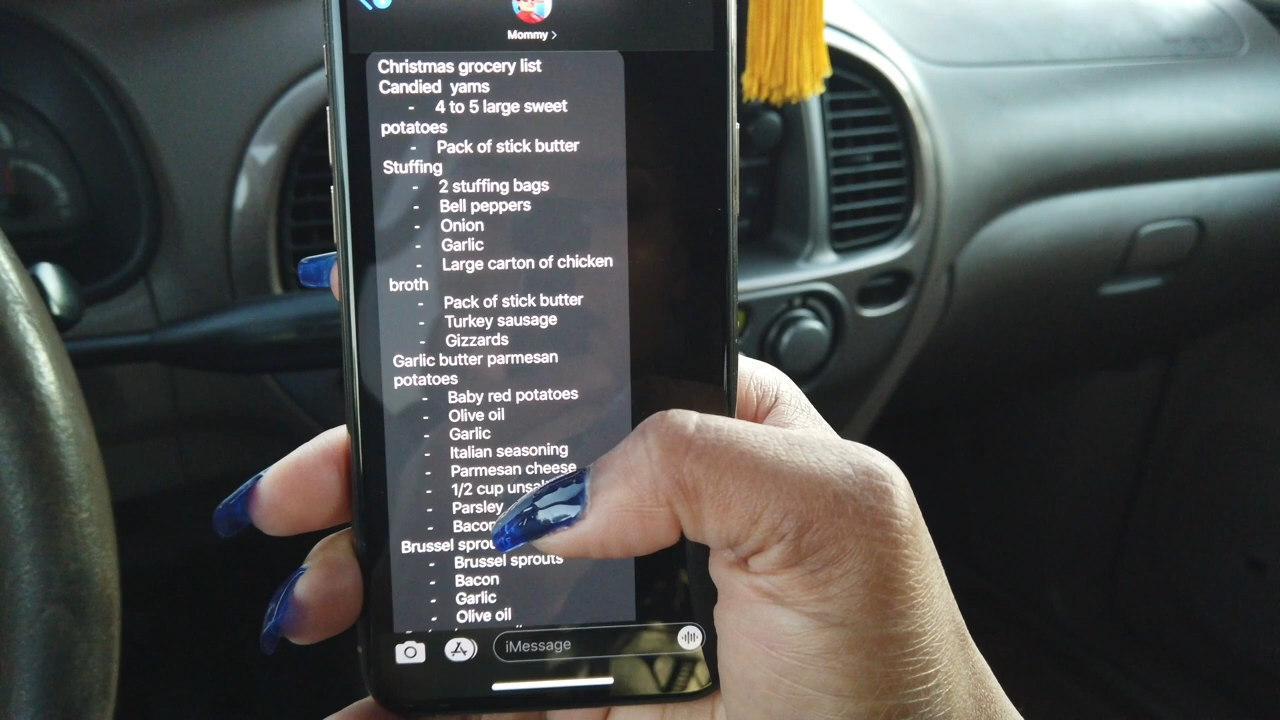 Mommy >
Christmas grocery list
Candied yams
- 4 to 5 large sweet
potatoes
- Pack of stick butter
Stuffing
- 2 stuffing bags
- Bell peppers
- Onion
- Garlic
- Large carton of chicken
broth
- Pack of stick butter
- Turkey sausage
- Gizzards
Garlic butter parmesan
potatoes
- Baby red potatoes
- Olive oil
- Garlic
- Italian seasoning
- Parmesan cheese
- 1/2 cup
- Parsley
- Bacon
Brussel
- Brussel sprouts
- Bacon
- Garlic
- Olive oil
iMessage